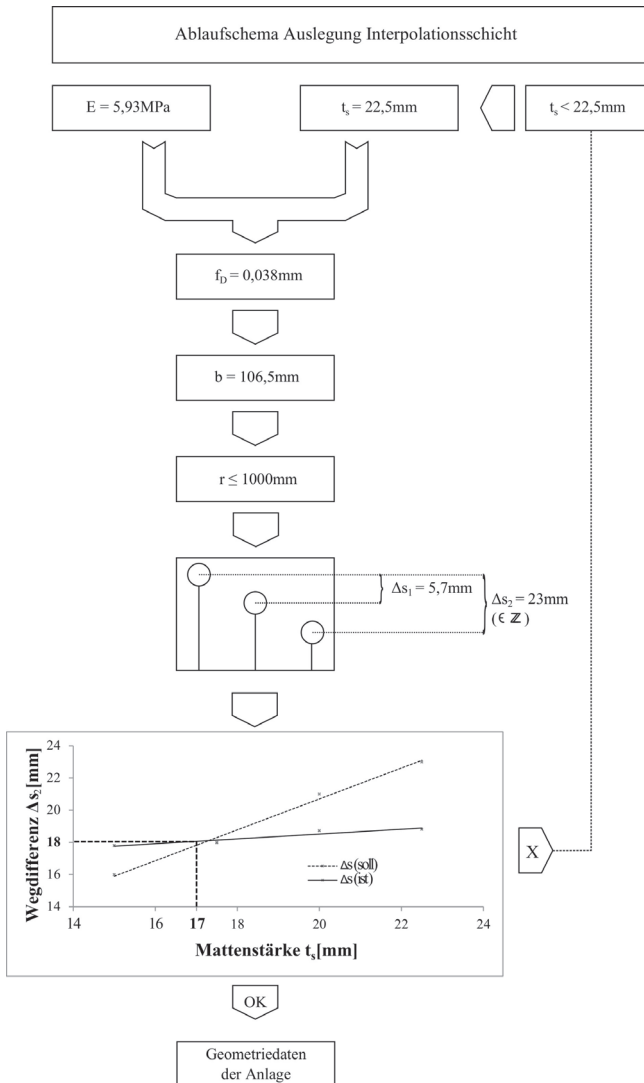 Ablaufschema Auslegung Interpolationsschicht
E = 5,93MPa
tₛ = 22,5mm
tₛ < 22,5mm
f_D = 0,038mm
b = 106,5mm
r ≤ 1000mm
Δs₁ = 5,7mm
Δs₂ = 23mm
(ϵ ℤ)
Wegdifferenz Δs₂[mm]
24
22
20
18
16
14
Δs(soll)
Δs(ist)
14
16
17
18
20
22
24
Mattenstärke tₛ[mm]
X
OK
Geometriedaten
der Anlage